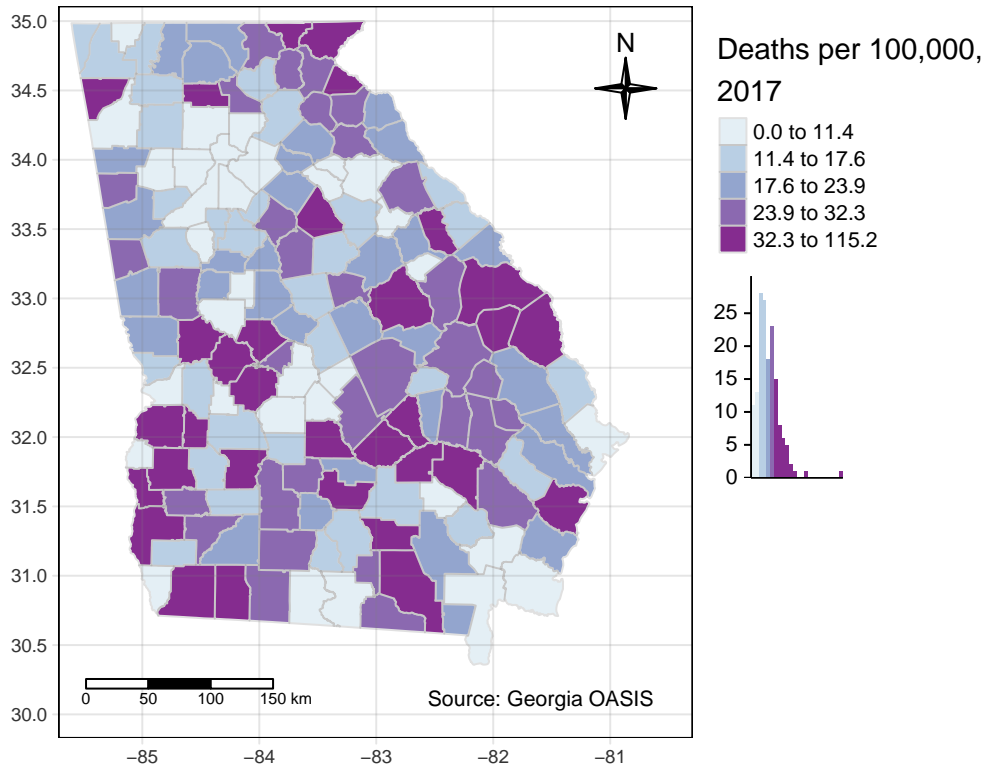 35.0
34.5
34.0
33.5
33.0
32.5
32.0
31.5
31.0
30.5
30.0
−85
−84
−83
−82
−81
N
0 50 100 150 km
Source: Georgia OASIS
Deaths per 100,000,
2017
0.0 to 11.4
11.4 to 17.6
17.6 to 23.9
23.9 to 32.3
32.3 to 115.2
25
20
15
10
5
0